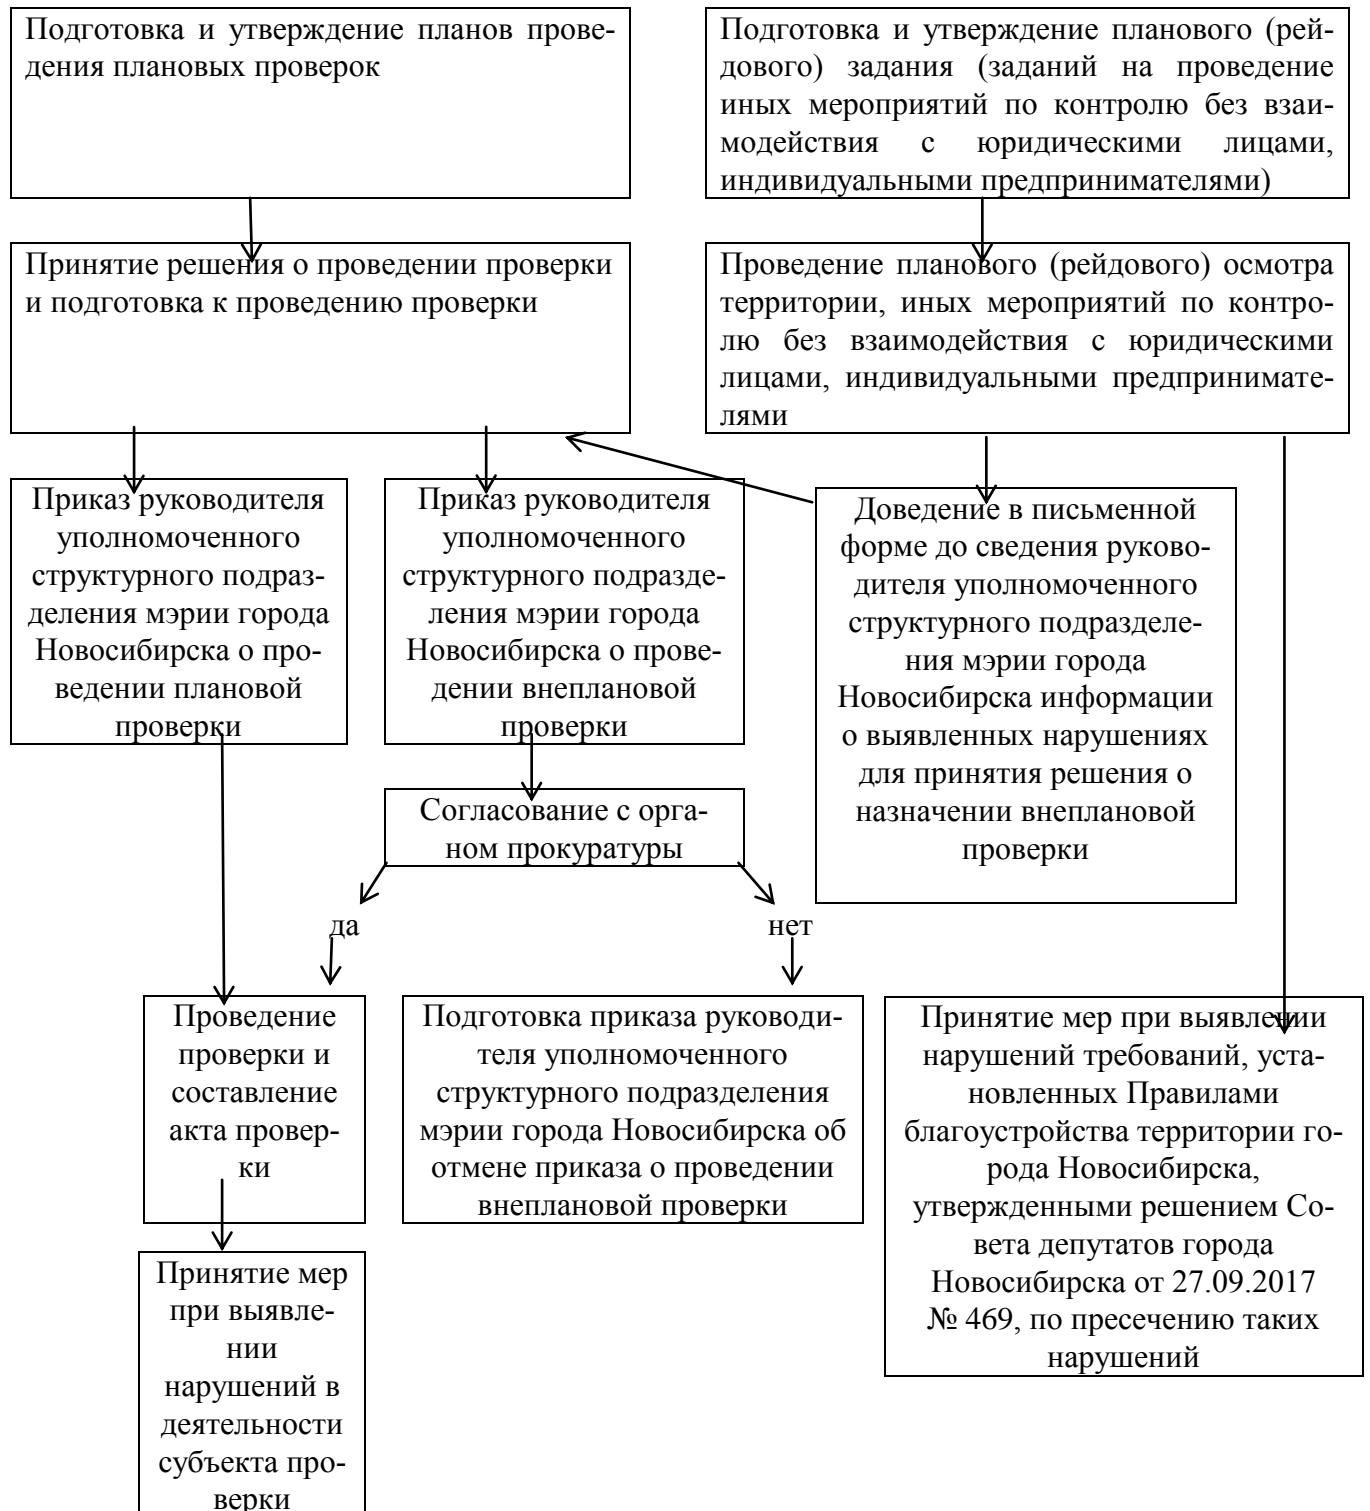 Подготовка и утверждение планов прове-
дения плановых проверок
Подготовка и утверждение планового (рей-
дового) задания (заданий на проведение
иных мероприятий по контролю без взаи-
модействия с юридическими лицами,
индивидуальными предпринимателями)
Принятие решения о проведении проверки
и подготовка к проведению проверки
Проведение планового (рейдового) осмотра
территории, иных мероприятий по контро-
лю без взаимодействия с юридическими
лицами, индивидуальными предпринимате-
лями
Приказ руководителя
уполномоченного
структурного подраз-
деления мэрии города
Новосибирска о про-
ведении плановой
проверки
Приказ руководителя
уполномоченного
структурного подразде-
ления мэрии города
Новосибирска о прове-
дении внеплановой
проверки
Доведение в письменной
форме до сведения руково-
дителя уполномоченного
структурного подразделе-
ния мэрии города
Новосибирска информации
о выявленных нарушениях
для принятия решения о
назначении внеплановой
проверки
Согласование с орга-
ном прокуратуры
да
нет
Проведение
проверки и
составление
акта провер-
ки
Подготовка приказа руководи-
теля уполномоченного
структурного подразделения
мэрии города Новосибирска об
отмене приказа о проведении
внеплановой проверки
Принятие мер при выявлении
нарушений требований, уста-
новленных Правилами
благоустройства территории го-
рода Новосибирска,
утвержденными решением Со-
вета депутатов города
Новосибирска от 27.09.2017
№ 469, по пресечению таких
нарушений
Принятие мер
при выявле-
нии
нарушений в
деятельности
субъекта про-
верки